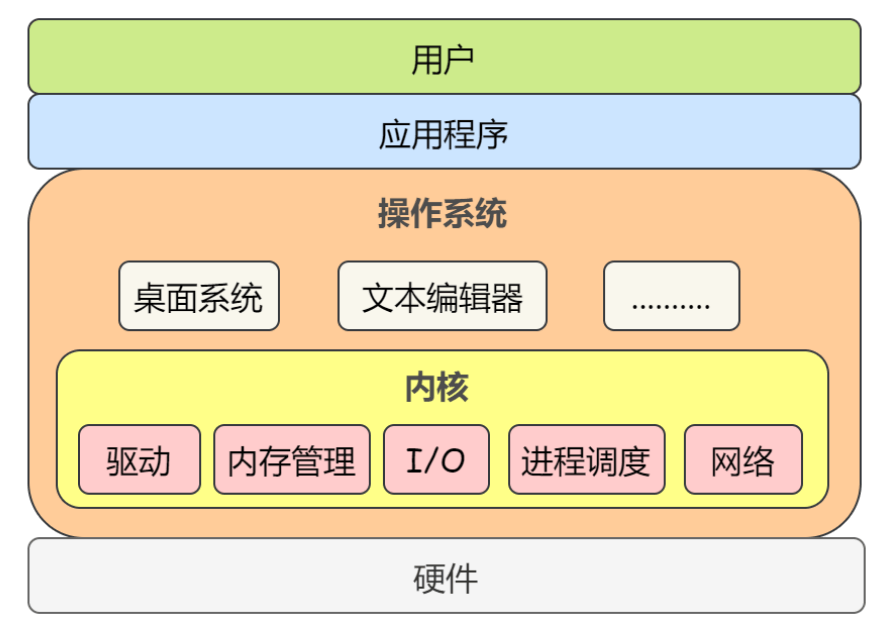 用户
应用程序
操作系统
桌面系统 文本编辑器 ..........
内核
驱动 内存管理 I/O 进程调度 网络
硬件